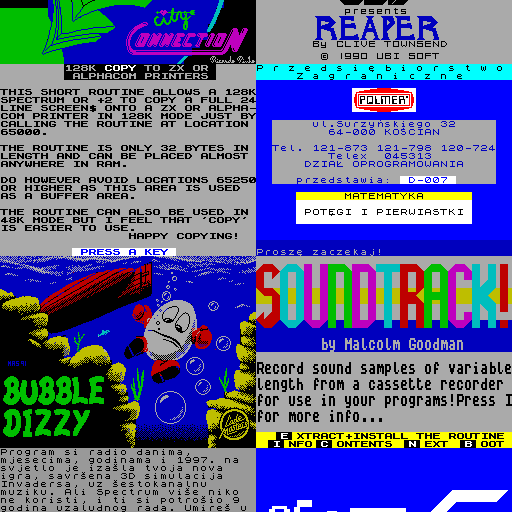 city
CONNECTION
Ricardo Pinho
128K COPY TO ZX OR
ALPHACOM PRINTERS
THIS SHORT ROUTINE ALLOWS A 128K
SPECTRUM OR +2 TO COPY A FULL 24
LINE SCREEN$ ONTO A ZX OR ALPHA-
COM PRINTER IN 128K MODE JUST BY
CALLING THE ROUTINE AT LOCATION
65000.
THE ROUTINE IS ONLY 32 BYTES IN
LENGTH AND CAN BE PLACED ALMOST
ANYWHERE IN RAM.
DO HOWEVER AVOID LOCATIONS 65250
OR HIGHER AS THIS AREA IS USED
AS A BUFFER AREA.
THE ROUTINE CAN ALSO BE USED IN
48K MODE BUT I FEEL THAT 'COPY'
IS EASIER TO USE.
HAPPY COPYING!
PRESS A KEY
presents
REAPER
By CLIVE TOWNSEND
© 1990 UBI SOFT
Przedsiębiorstwo
Zagraniczne
POLMER
ul.Surzyńskiego 32
64-000 KOŚCIAN
Tel. 121-873 121-798 120-724
Telex 045313
DZIAŁ OPROGRAMOWANIA
przedstawia: D-007
MATEMATYKA
POTĘGI I PIERWIASTKI
Proszę zaczekaj!
BUBBLE
DIZZY
Code
Masters
SOUNDTRACK!
by Malcolm Goodman
Record sound samples of variable
length from a cassette recorder
for use in your programs!Press I
for more info...
E XTRACT+INSTALL THE ROUTINE
I NFO C ONTENTS N EXT B OOT
Program si radio danima,
mjesecima, godinama i 1997. na
svjetlo je izašla tvoja nova
igra, savršena 3D simulacija
Invadersa, uz šestokanalnu
muziku. Ali Spectrum više niko
ne koristi, i ti si potrošio 9
godina uzaludnog rada. Umireš u